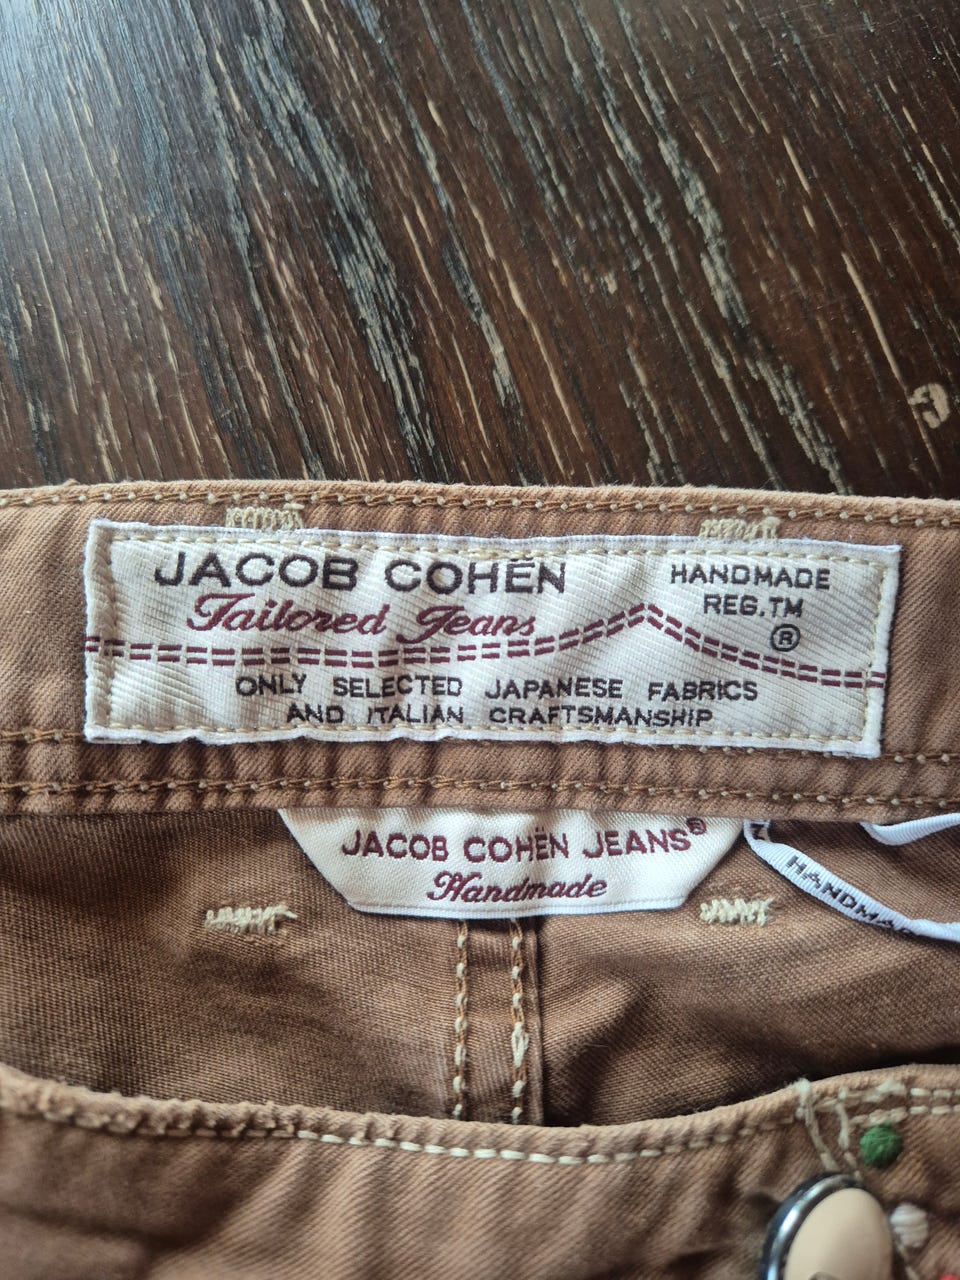 JACOB COHËN
Tailored Jeans
HANDMADE
REG.TM
®
ONLY SELECTED JAPANESE FABRICS
AND ITALIAN CRAFTSMANSHIP
JACOB COHËN JEANS®
Handmade